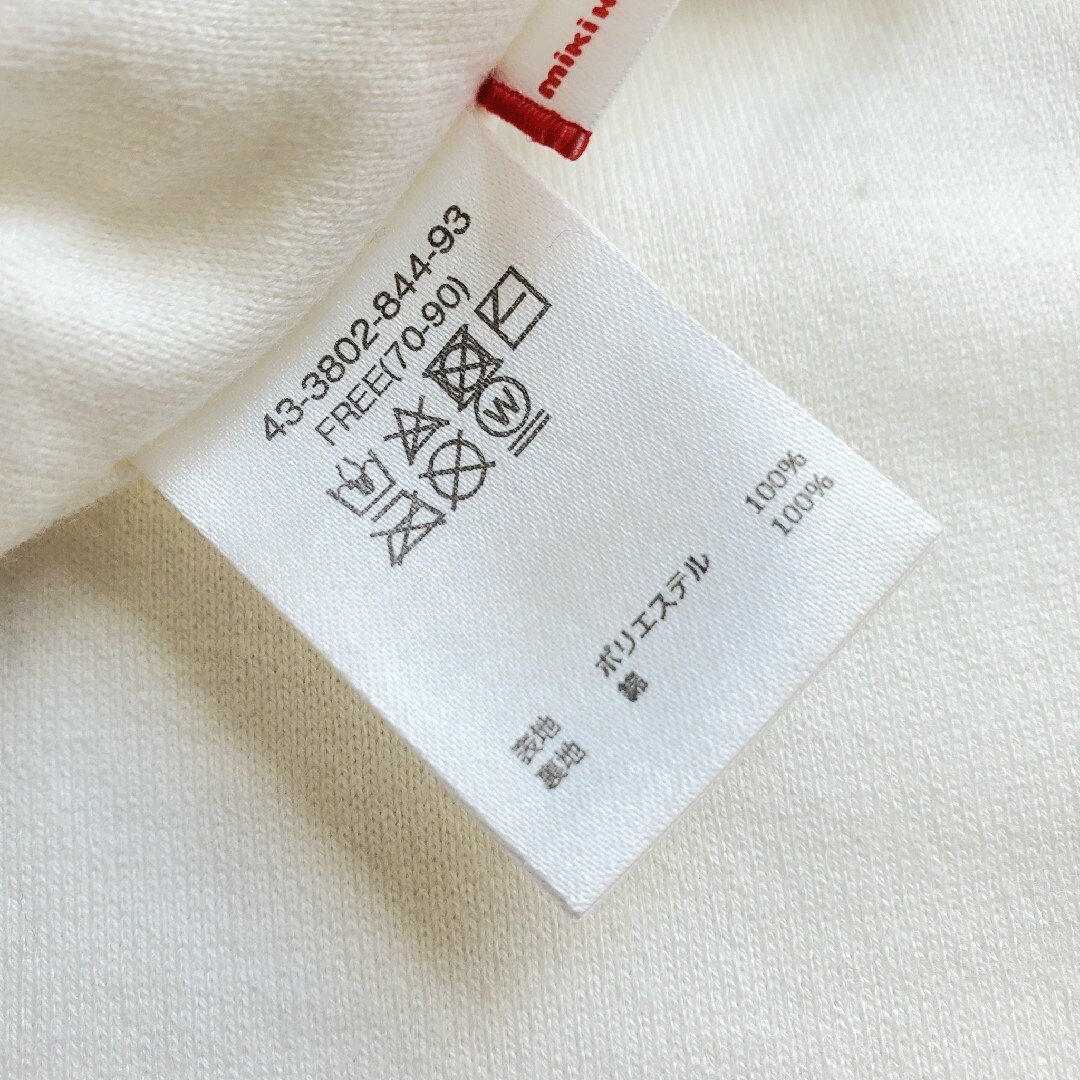 miki
43-3802-844-93
FREE(70-90)
W
表地 ポリエステル 100%
裏地 綿 100%